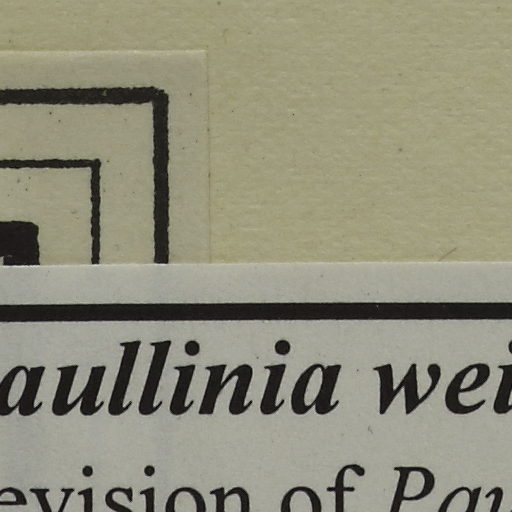 aullinia wei
evision of Pau